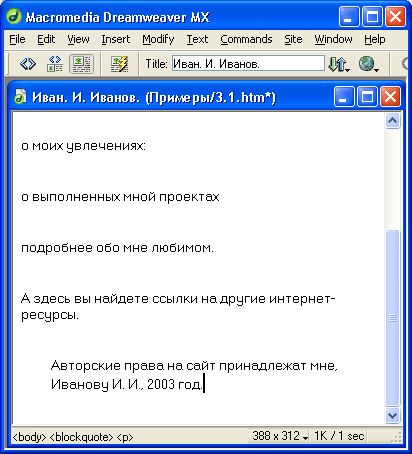 Macromedia Dreamweaver MX
File Edit View Insert Modify Text Commands Site Window Help
Title: Иван. И. Иванов.
Иван. И. Иванов. (Примеры/3.1.htm*)
о моих увлечениях:
о выполненных мной проектах
подробнее обо мне любимом.
А здесь вы найдете ссылки на другие интернет-
ресурсы.
Авторские права на сайт принадлежат мне,
Иванову И. И., 2003 год.
<body> <blockquote> <p> 388 x 312 1K / 1 sec